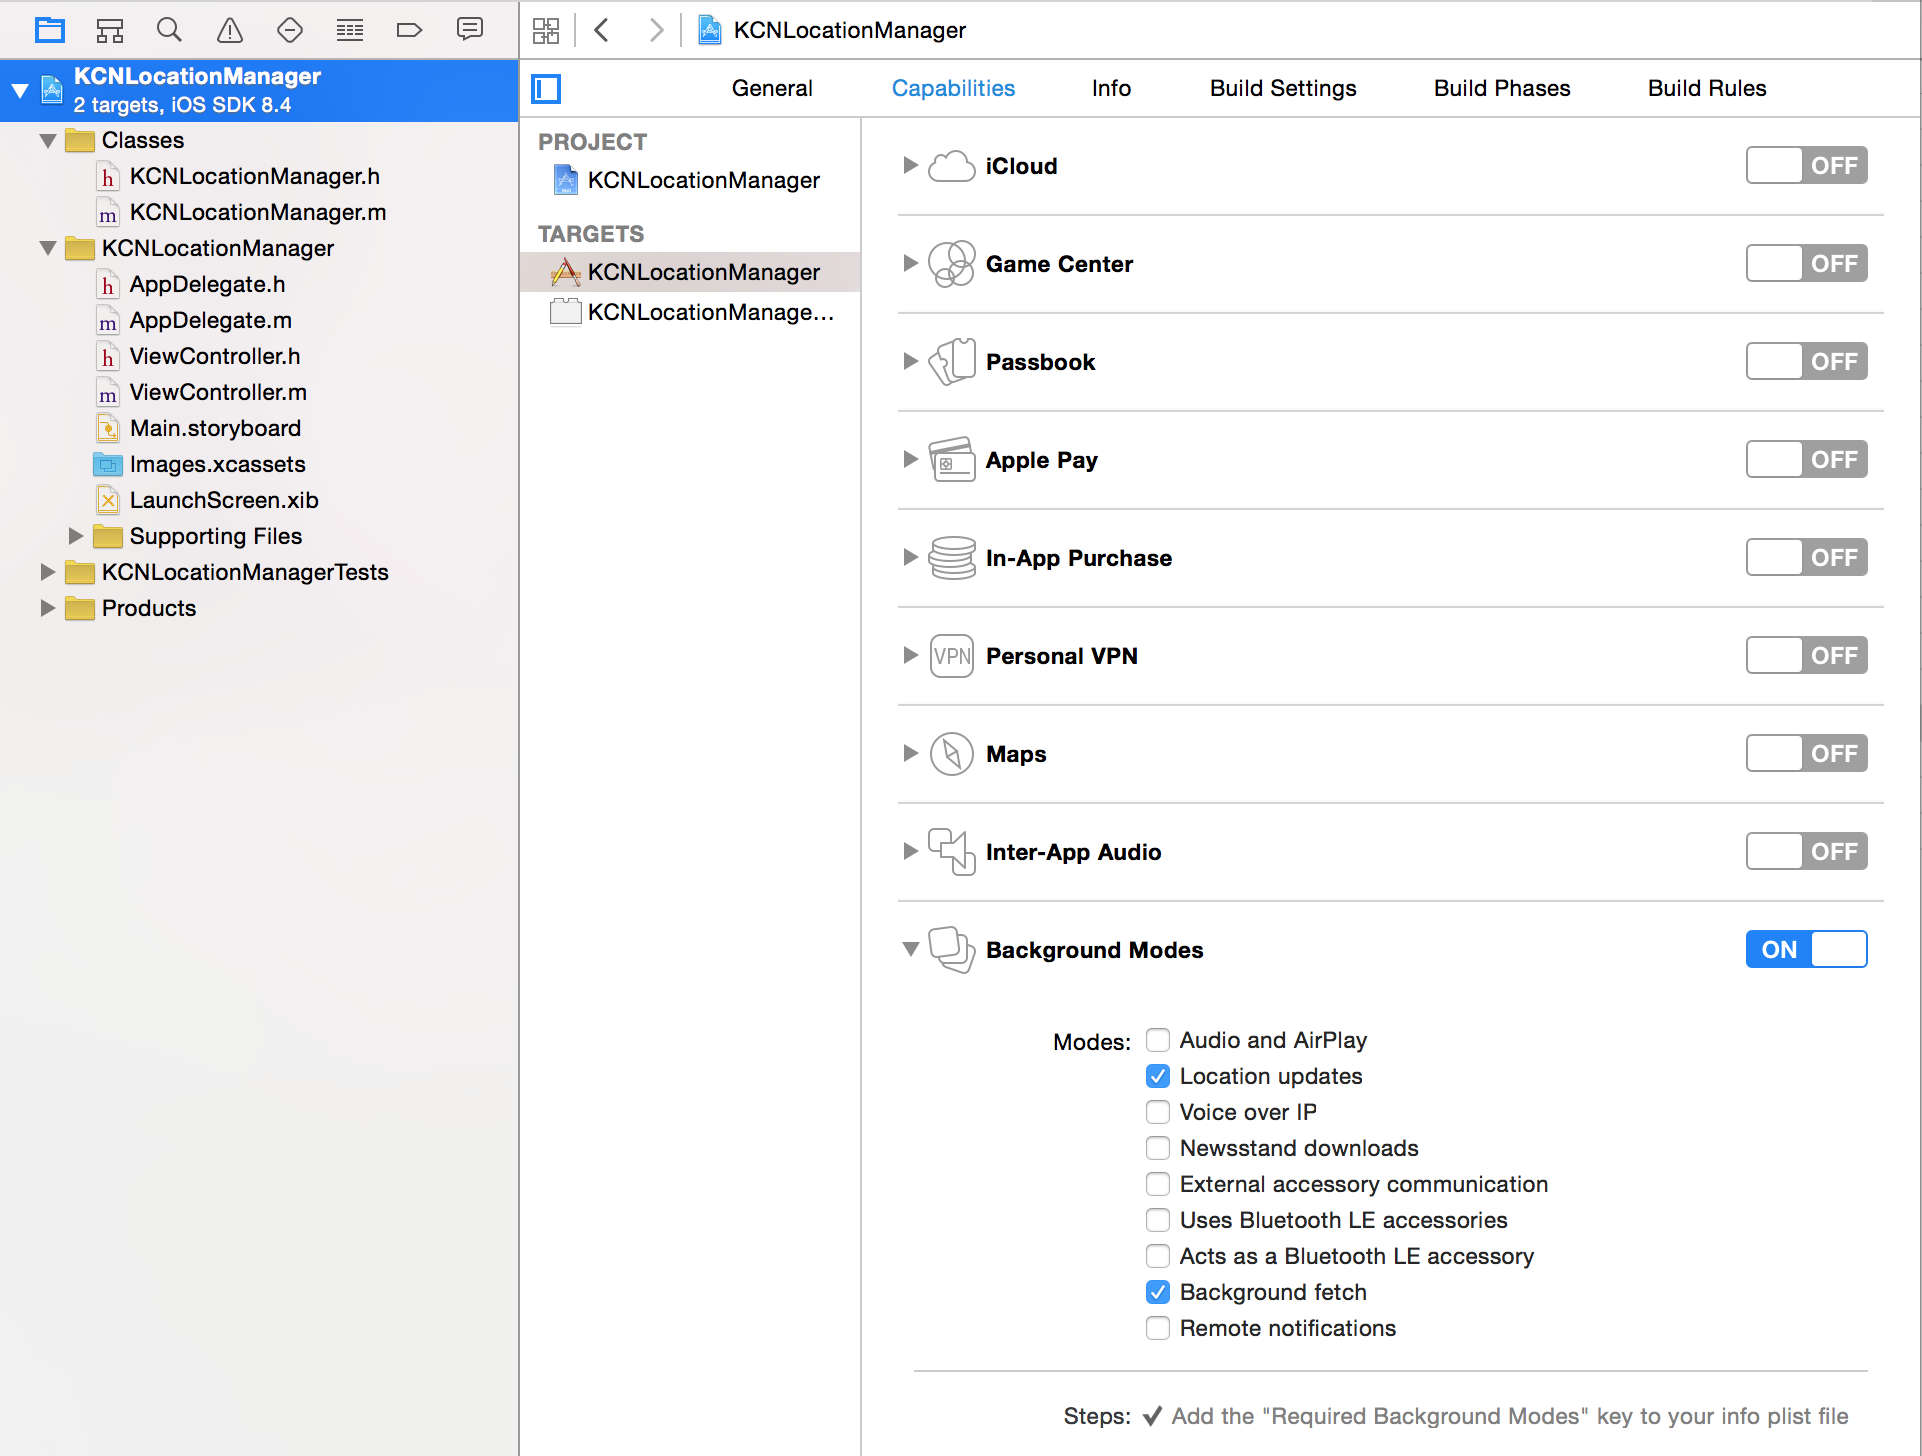 KCNLocationManager
2 targets, iOS SDK 8.4
Classes
h KCNLocationManager.h
m KCNLocationManager.m
KCNLocationManager
h AppDelegate.h
m AppDelegate.m
h ViewController.h
m ViewController.m
Main.storyboard
Images.xcassets
LaunchScreen.xib
Supporting Files
KCNLocationManagerTests
Products
KCNLocationManager
General Capabilities Info Build Settings Build Phases Build Rules
PROJECT
KCNLocationManager
TARGETS
KCNLocationManager
KCNLocationManage...
iCloud OFF
Game Center OFF
Passbook OFF
Apple Pay OFF
In-App Purchase OFF
VPN Personal VPN OFF
Maps OFF
Inter-App Audio OFF
Background Modes ON
Modes: Audio and AirPlay
Location updates
Voice over IP
Newsstand downloads
External accessory communication
Uses Bluetooth LE accessories
Acts as a Bluetooth LE accessory
Background fetch
Remote notifications
Steps: ✓ Add the "Required Background Modes" key to your info plist file